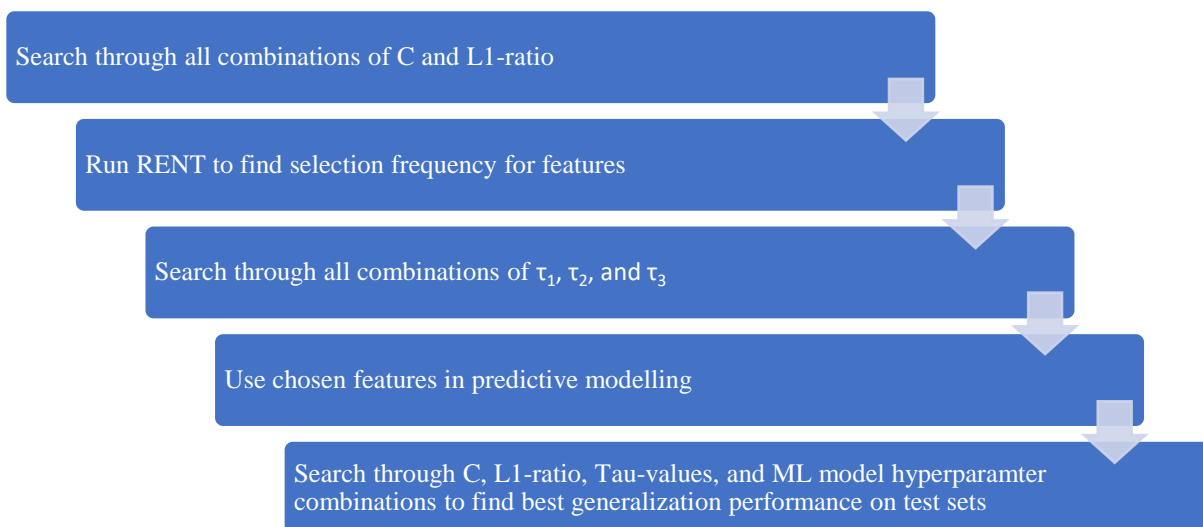 Search through all combinations of C and L1-ratio
Run RENT to find selection frequency for features
Search through all combinations of τ₁, τ₂, and τ₃
Use chosen features in predictive modelling
Search through C, L1-ratio, Tau-values, and ML model hyperparamter
combinations to find best generalization performance on test sets